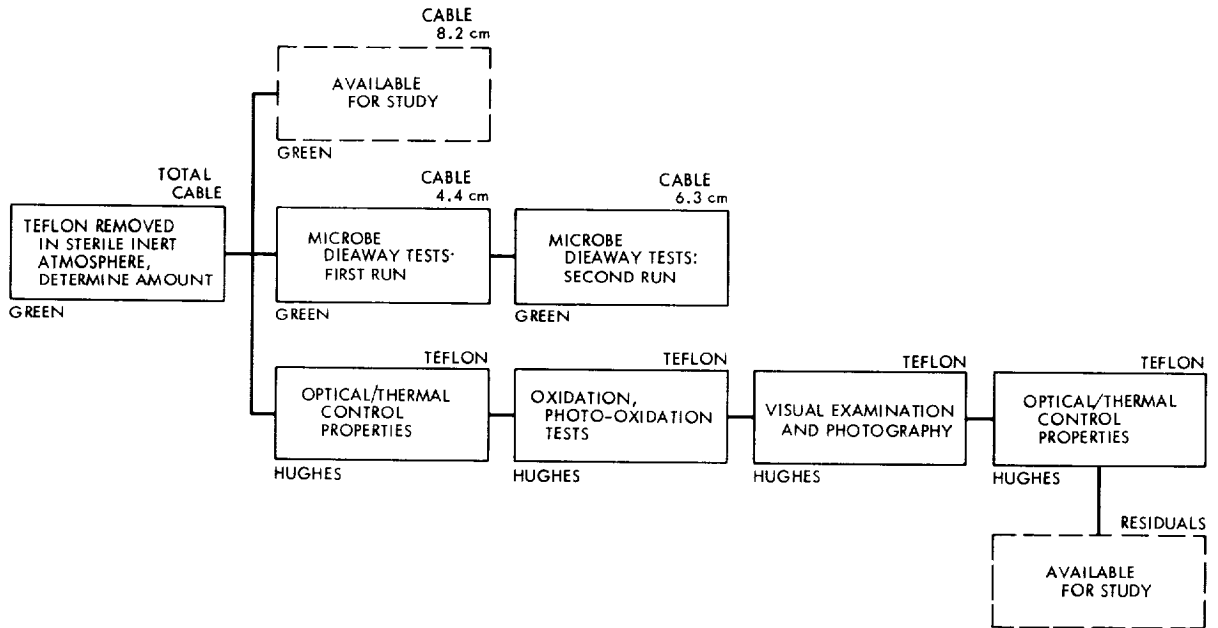 CABLE
8.2 cm
AVAILABLE
FOR STUDY
GREEN
TOTAL
CABLE
TEFLON REMOVED
IN STERILE INERT
ATMOSPHERE,
DETERMINE AMOUNT
GREEN
CABLE
4.4 cm
MICROBE
DIEAWAY TESTS·
FIRST RUN
GREEN
CABLE
6.3 cm
MICROBE
DIEAWAY TESTS:
SECOND RUN
GREEN
TEFLON
OPTICAL/THERMAL
CONTROL
PROPERTIES
HUGHES
TEFLON
OXIDATION,
PHOTO-OXIDATION
TESTS
HUGHES
TEFLON
VISUAL EXAMINATION
AND PHOTOGRAPHY
HUGHES
TEFLON
OPTICAL/THERMAL
CONTROL
PROPERTIES
HUGHES
RESIDUALS
AVAILABLE
FOR STUDY